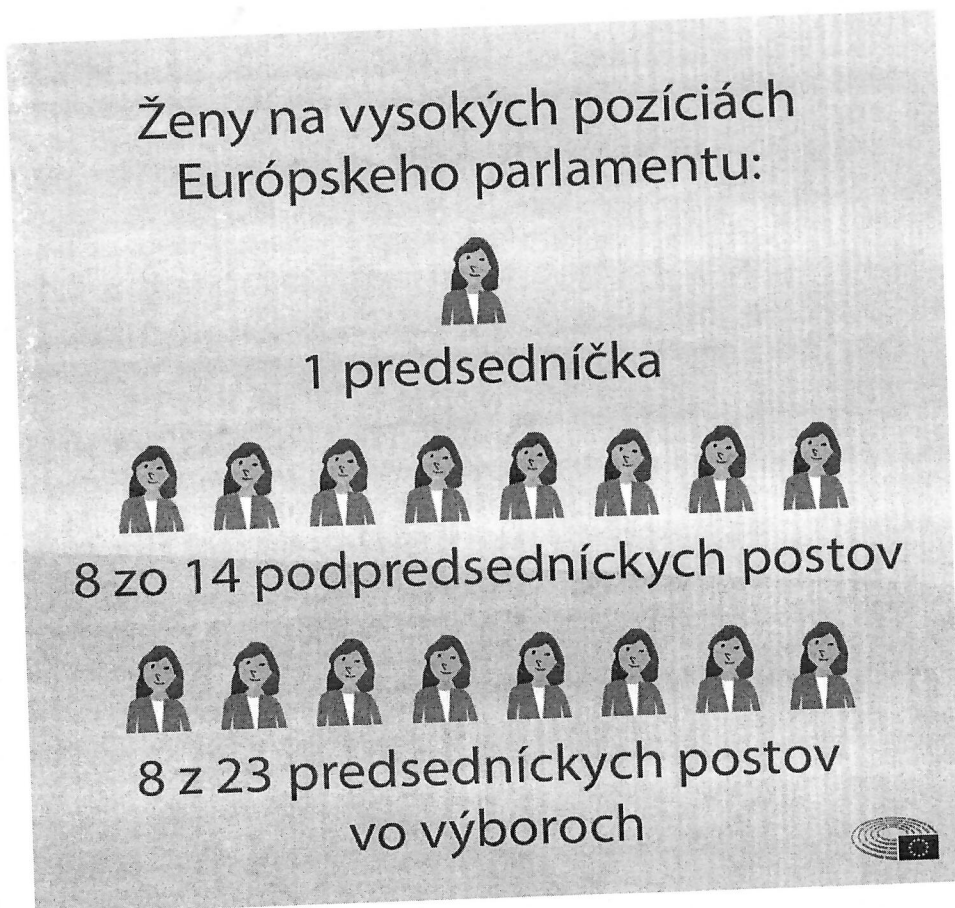 Ženy na vysokých pozíciách
Európskeho parlamentu:
1 predsedníčka
8 zo 14 podpredsedníckych postov
8 z 23 predsedníckych postov
vo výboroch